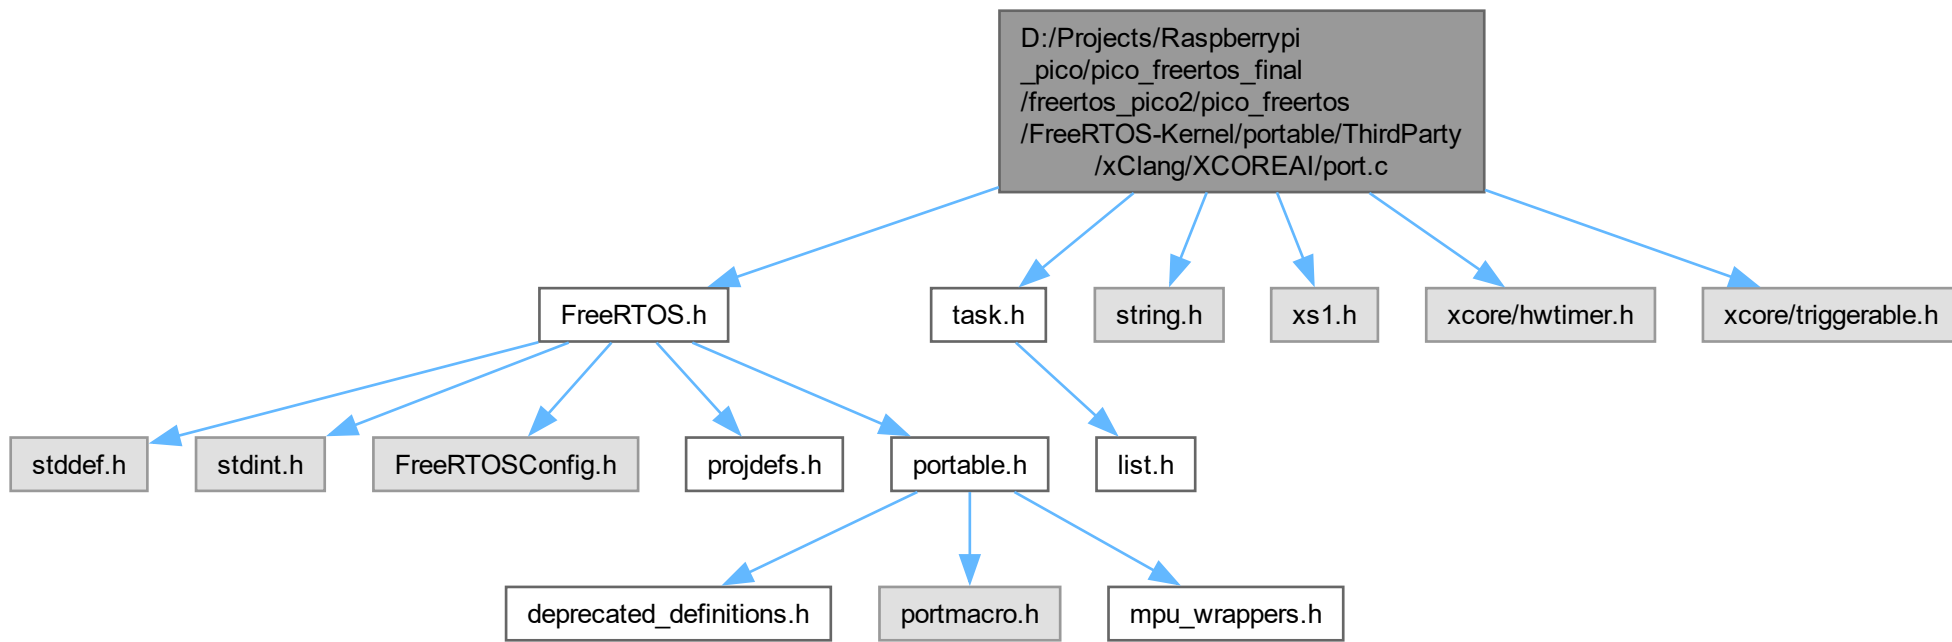 D:/Projects/Raspberrypi
_pico/pico_freertos_final
/freertos_pico2/pico_freertos
/FreeRTOS-Kernel/portable/ThirdParty
/xClang/XCOREAI/port.c
FreeRTOS.h
task.h
string.h
xs1.h
xcore/hwtimer.h
xcore/triggerable.h
stddef.h
stdint.h
FreeRTOSConfig.h
projdefs.h
portable.h
list.h
deprecated_definitions.h
portmacro.h
mpu_wrappers.h